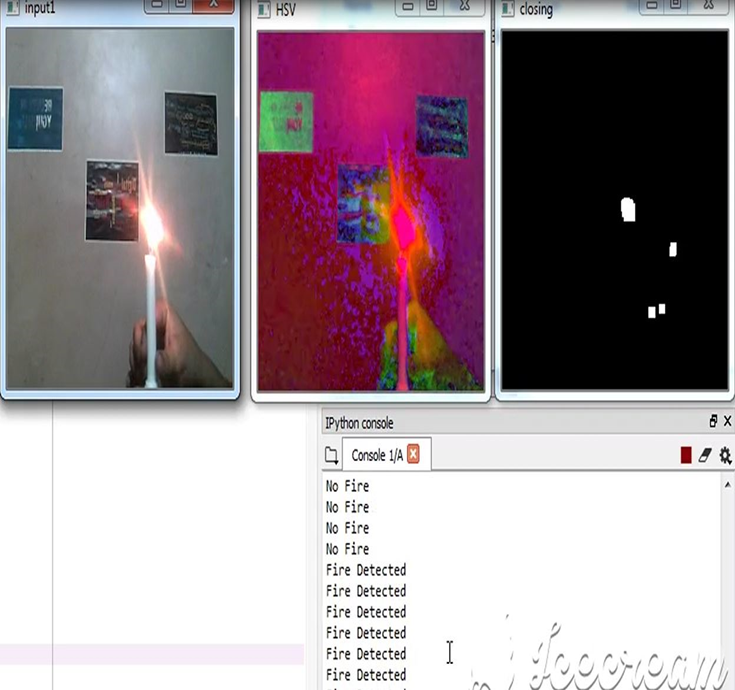 input1
HSV
closing
IPython console
Console 1/A
No Fire
No Fire
No Fire
No Fire
Fire Detected
Fire Detected
Fire Detected
Fire Detected
Fire Detected
Fire Detected
Icecream